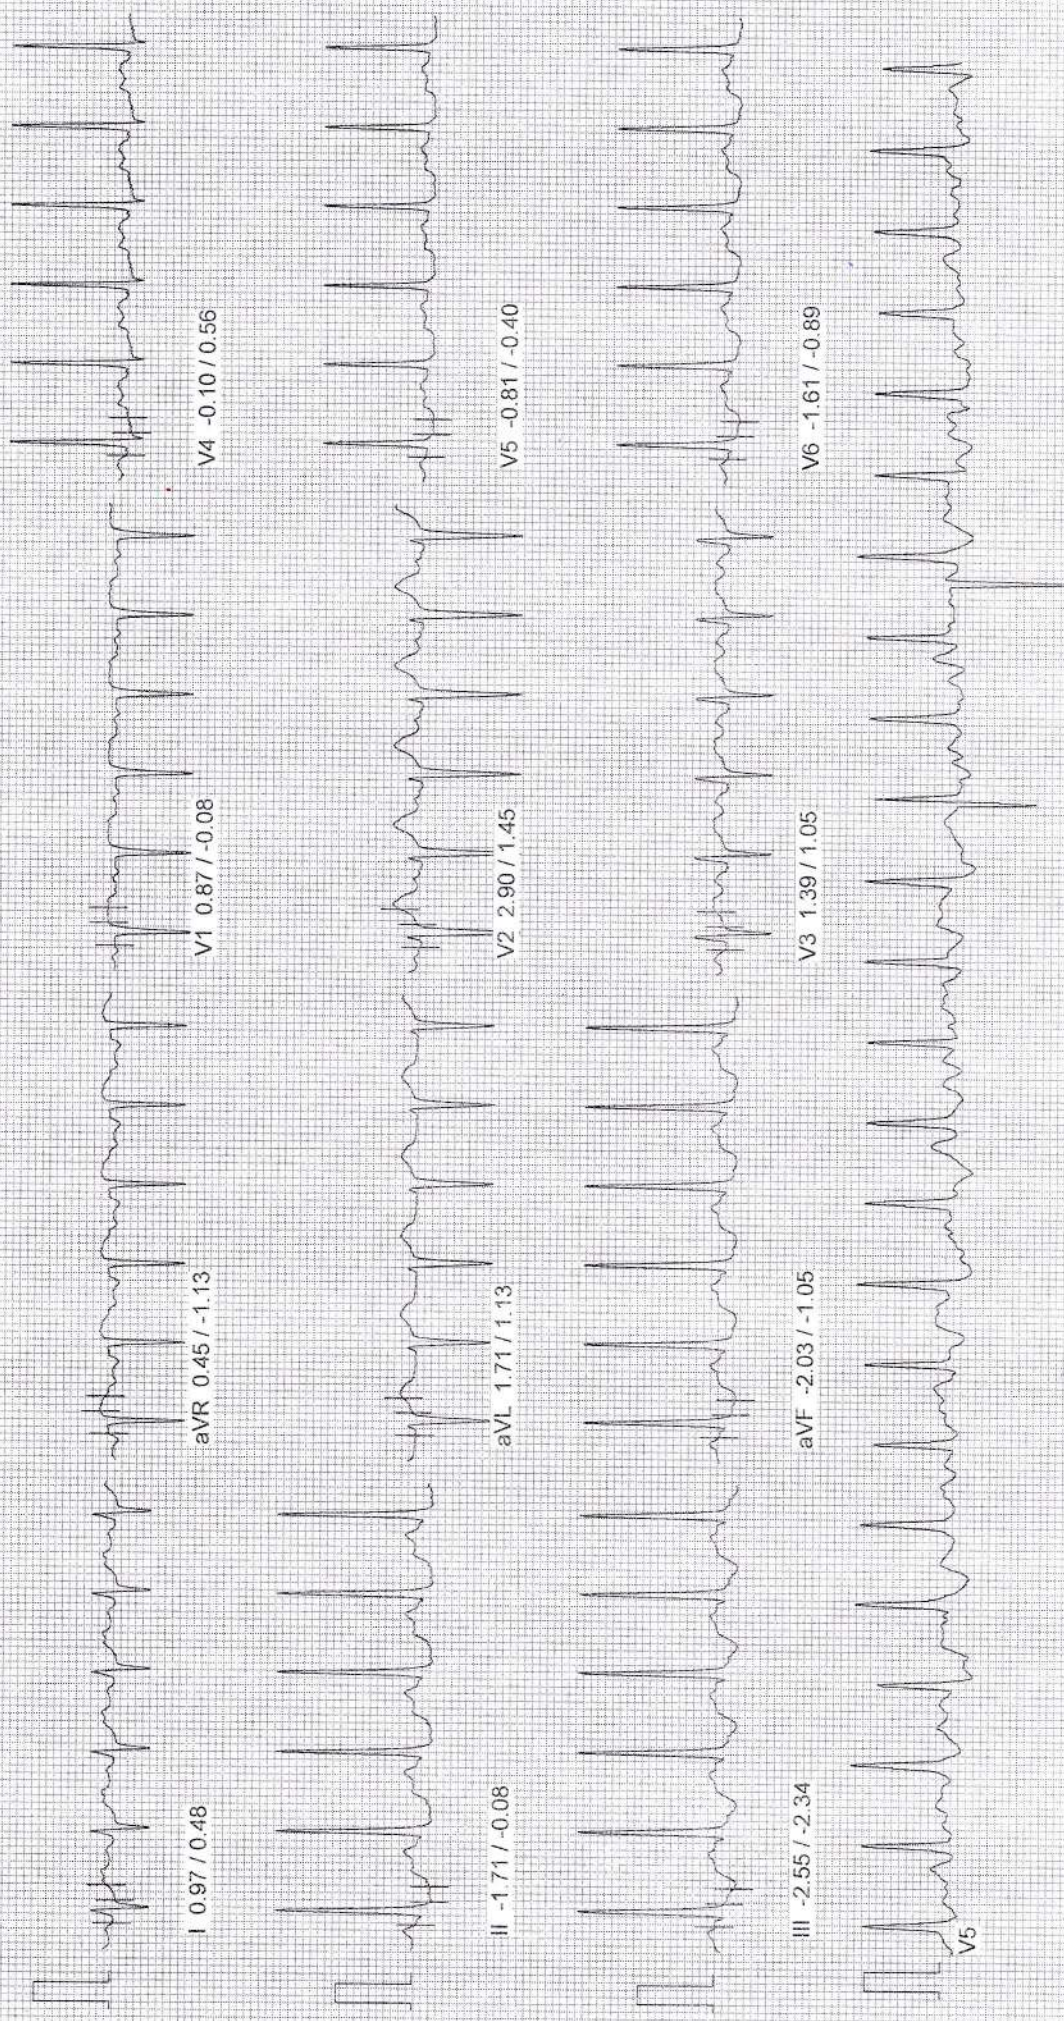 I 0.97 / 0.48
aVR 0.45 / -1.13
V1 0.87 / -0.08
V4 -0.10 / 0.56
II -1.71 / -0.08
aVL 1.71 / 1.13
V2 2.90 / 1.45
V5 -0.81 / -0.40
III -2.55 / -2.34
aVF -2.03 / -1.05
V3 1.39 / 1.05
V6 -1.61 / -0.89
V5